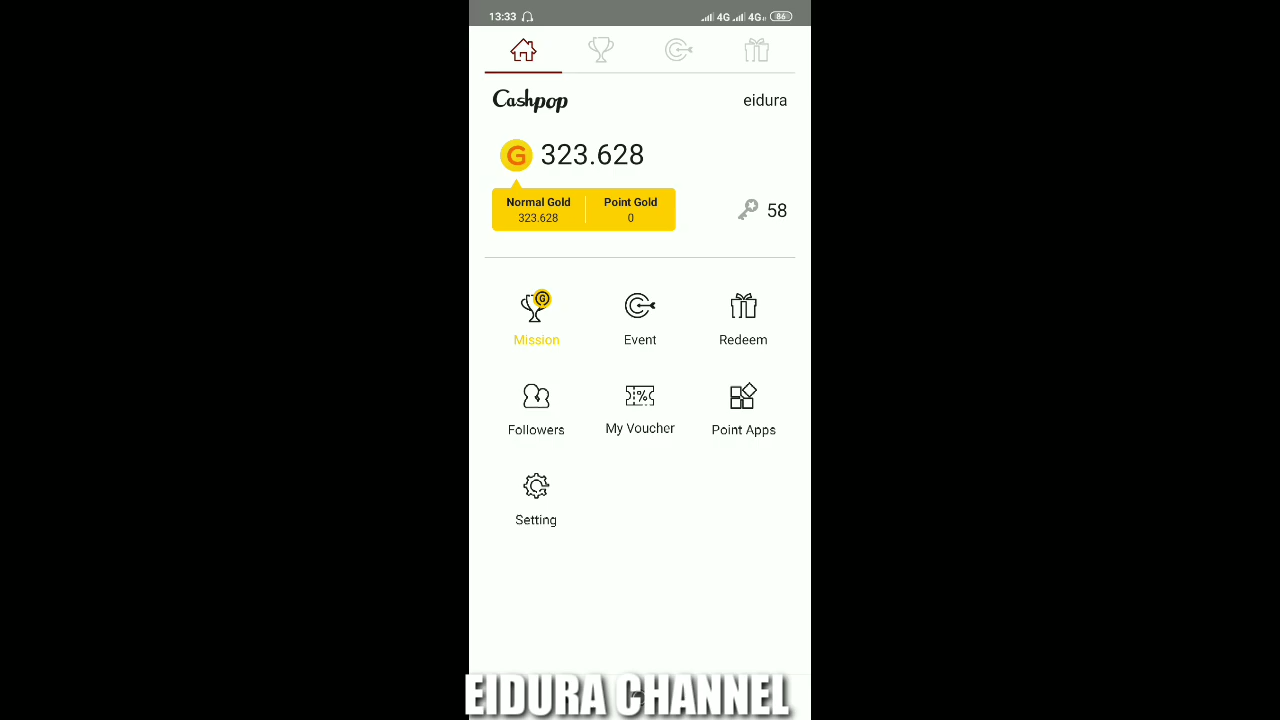 13:33 4G 4G 86
Cashpop eidura
G 323.628
Normal Gold Point Gold
323.628 0
58
G
Mission Event Redeem
%
Followers My Voucher Point Apps
Setting
EIDURA CHANNEL